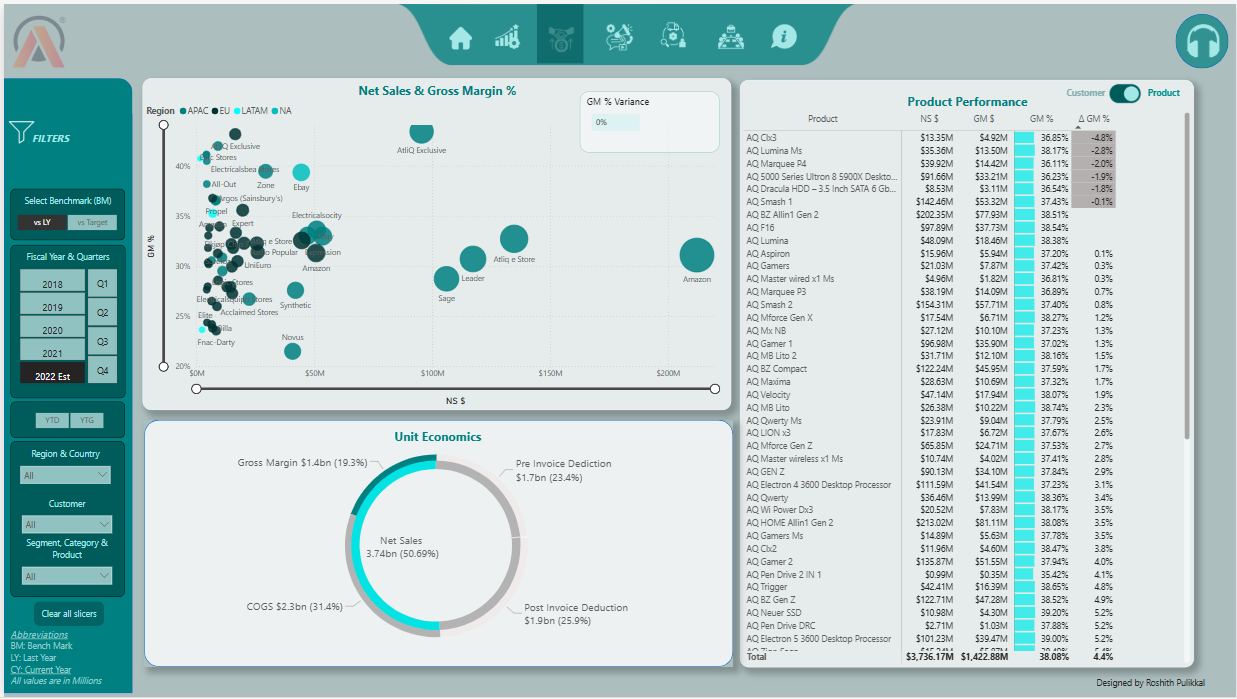 Customer Product
FILTERS
Select Benchmark (BM)
vs LY vs Target
Fiscal Year & Quarters
2018 Q1
2019 Q2
2020
2021 Q3
2022 Est Q4
YTD YTG
Region & Country
All
Customer
All
Segment, Category &
Product
All
Clear all slicers
Abbreviations
BM: Bench Mark
LY: Last Year
CY: Current Year
All values are in Millions
Net Sales & Gross Margin %
Region APAC EU LATAM NA
GM % Variance
0%
GM %
40%
35%
30%
25%
20%
AtliQ Exclusive
AtliQ Exclusive
Stores
Electricalsbea Stores
Zone
Ebay
All-Out
Argos (Sainsbury's)
Propel
Expert
Electricalsocity
e Store
Popular
UniEuro
Amazon
Atliq e Store
Leader
Sage
Amazon
Stores
Synthetic
Acclaimed Stores
Elite
Billa
Fnac-Darty
Novus
$0M $50M $100M $150M $200M
NS $
Unit Economics
Gross Margin $1.4bn (19.3%)
Pre Invoice Dediction
$1.7bn (23.4%)
Net Sales
3.74bn (50.69%)
COGS $2.3bn (31.4%)
Post Invoice Deduction
$1.9bn (25.9%)
Product Performance
Product NS $ GM $ GM % Δ GM %
AQ Clx3 $13.35M $4.92M 36.85% -4.8%
AQ Lumina Ms $35.36M $13.50M 38.17% -2.8%
AQ Marquee P4 $39.92M $14.42M 36.11% -2.0%
AQ 5000 Series Ultron 8 5900X Deskto... $91.66M $33.21M 36.23% -1.9%
AQ Dracula HDD – 3.5 Inch SATA 6 Gb... $8.53M $3.11M 36.54% -1.8%
AQ Smash 1 $142.46M $53.32M 37.43% -0.1%
AQ BZ Allin1 Gen 2 $202.35M $77.93M 38.51%
AQ F16 $97.89M $37.73M 38.54%
AQ Lumina $48.09M $18.46M 38.38%
AQ Aspiron $15.96M $5.94M 37.20% 0.1%
AQ Gamers $21.03M $7.87M 37.42% 0.3%
AQ Master wired x1 Ms $4.96M $1.82M 36.81% 0.3%
AQ Marquee P3 $38.19M $14.09M 36.89% 0.7%
AQ Smash 2 $154.31M $57.71M 37.40% 0.8%
AQ Mforce Gen X $17.54M $6.71M 38.27% 1.2%
AQ Mx NB $27.12M $10.10M 37.23% 1.3%
AQ Gamer 1 $96.98M $35.90M 37.02% 1.3%
AQ MB Lito 2 $31.71M $12.10M 38.16% 1.5%
AQ BZ Compact $122.24M $45.95M 37.59% 1.7%
AQ Maxima $28.63M $10.69M 37.32% 1.7%
AQ Velocity $47.14M $17.94M 38.07% 1.9%
AQ MB Lito $26.38M $10.22M 38.74% 2.3%
AQ Qwerty Ms $23.91M $9.04M 37.79% 2.5%
AQ LION x3 $17.83M $6.72M 37.67% 2.6%
AQ Mforce Gen Z $65.85M $24.71M 37.53% 2.7%
AQ Master wireless x1 Ms $10.74M $4.02M 37.41% 2.8%
AQ GEN Z $90.13M $34.10M 37.84% 2.9%
AQ Electron 4 3600 Desktop Processor $111.59M $41.54M 37.23% 3.1%
AQ Qwerty $36.46M $13.99M 38.36% 3.4%
AQ Wi Power Dx3 $20.52M $7.83M 38.17% 3.5%
AQ HOME Allin1 Gen 2 $213.02M $81.11M 38.08% 3.5%
AQ Gamers Ms $14.89M $5.63M 37.78% 3.5%
AQ Clx2 $11.96M $4.60M 38.47% 3.8%
AQ Gamer 2 $135.87M $51.55M 37.94% 4.0%
AQ Pen Drive 2 IN 1 $0.99M $0.35M 35.42% 4.1%
AQ Trigger $42.41M $16.39M 38.65% 4.8%
AQ BZ Gen Z $122.71M $47.28M 38.52% 4.9%
AQ Neuer SSD $10.98M $4.30M 39.20% 5.2%
AQ Pen Drive DRC $2.71M $1.03M 37.88% 5.2%
AQ Electron 5 3600 Desktop Processor $101.23M $39.47M 39.00% 5.2%
Total $3,736.17M $1,422.88M 38.08% 4.4%
Designed by Roshith Pulikkal